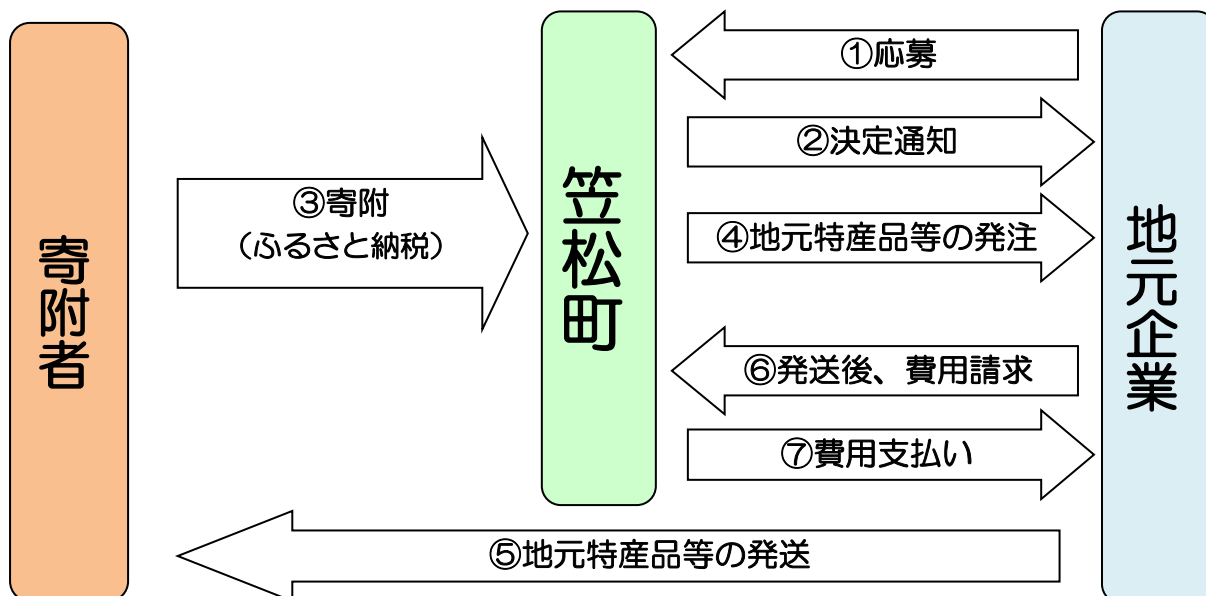 寄附者
③寄附
（ふるさと納税）
笠松町
①応募
②決定通知
④地元特産品等の発注
⑥発送後、費用請求
⑦費用支払い
⑤地元特産品等の発送
地元企業